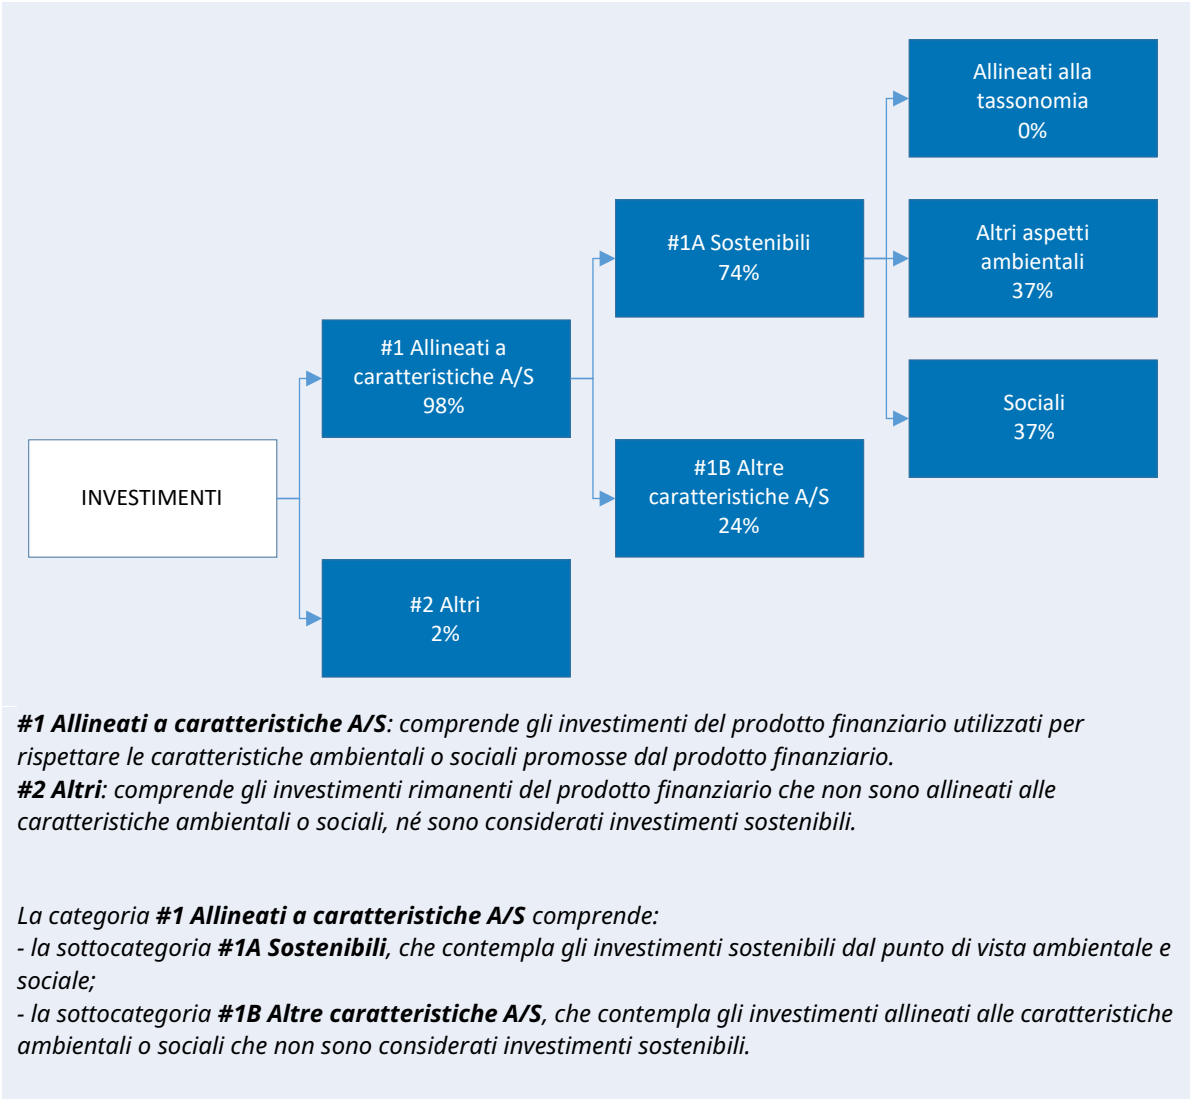 Allineati alla
tassonomia
0%
#1A Sostenibili
74%
Altri aspetti
ambientali
37%
#1 Allineati a
caratteristiche A/S
98%
Sociali
37%
INVESTIMENTI
#1B Altre
caratteristiche A/S
24%
#2 Altri
2%
#1 Allineati a caratteristiche A/S: comprende gli investimenti del prodotto finanziario utilizzati per
rispettare le caratteristiche ambientali o sociali promosse dal prodotto finanziario.
#2 Altri: comprende gli investimenti rimanenti del prodotto finanziario che non sono allineati alle
caratteristiche ambientali o sociali, né sono considerati investimenti sostenibili.
La categoria #1 Allineati a caratteristiche A/S comprende:
- la sottocategoria #1A Sostenibili, che contempla gli investimenti sostenibili dal punto di vista ambientale e
sociale;
- la sottocategoria #1B Altre caratteristiche A/S, che contempla gli investimenti allineati alle caratteristiche
ambientali o sociali che non sono considerati investimenti sostenibili.